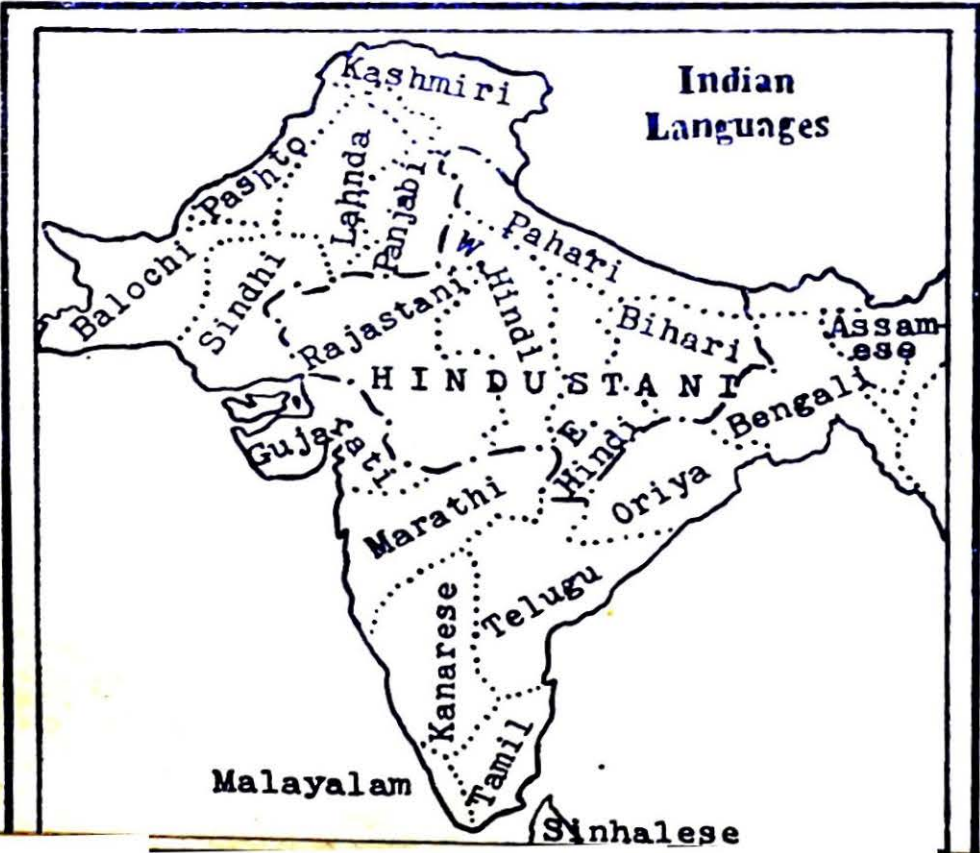 Indian
Languages
Kashmiri
Pashto
Lahnda
Panjabi
Balochi
Sindhi
W. Hindi
Pahari
Rajastani
Bihari
Assam-
ese
HINDUSTANI
Gujarati
E.
Hindi
Bengali
Marathi
Oriya
Kanarese
Telugu
Malayalam
Tamil
Sinhalese